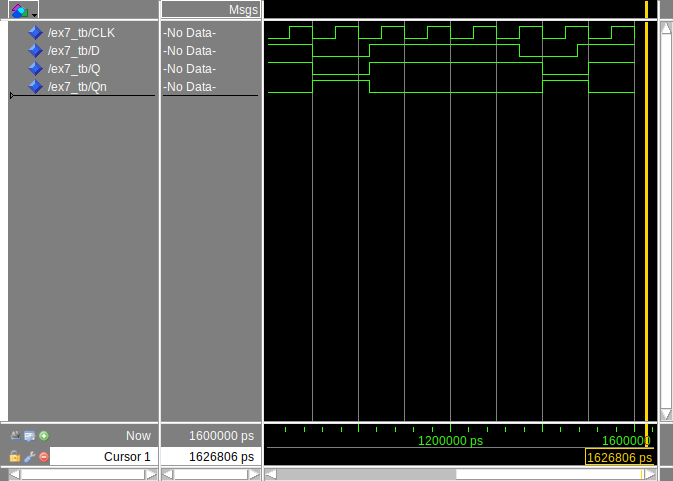 Msgs
/ex7_tb/CLK -No Data-
/ex7_tb/D -No Data-
/ex7_tb/Q -No Data-
/ex7_tb/Qn -No Data-
Now 1600000 ps 1200000 ps 1600000
Cursor 1 1626806 ps 1626806 ps